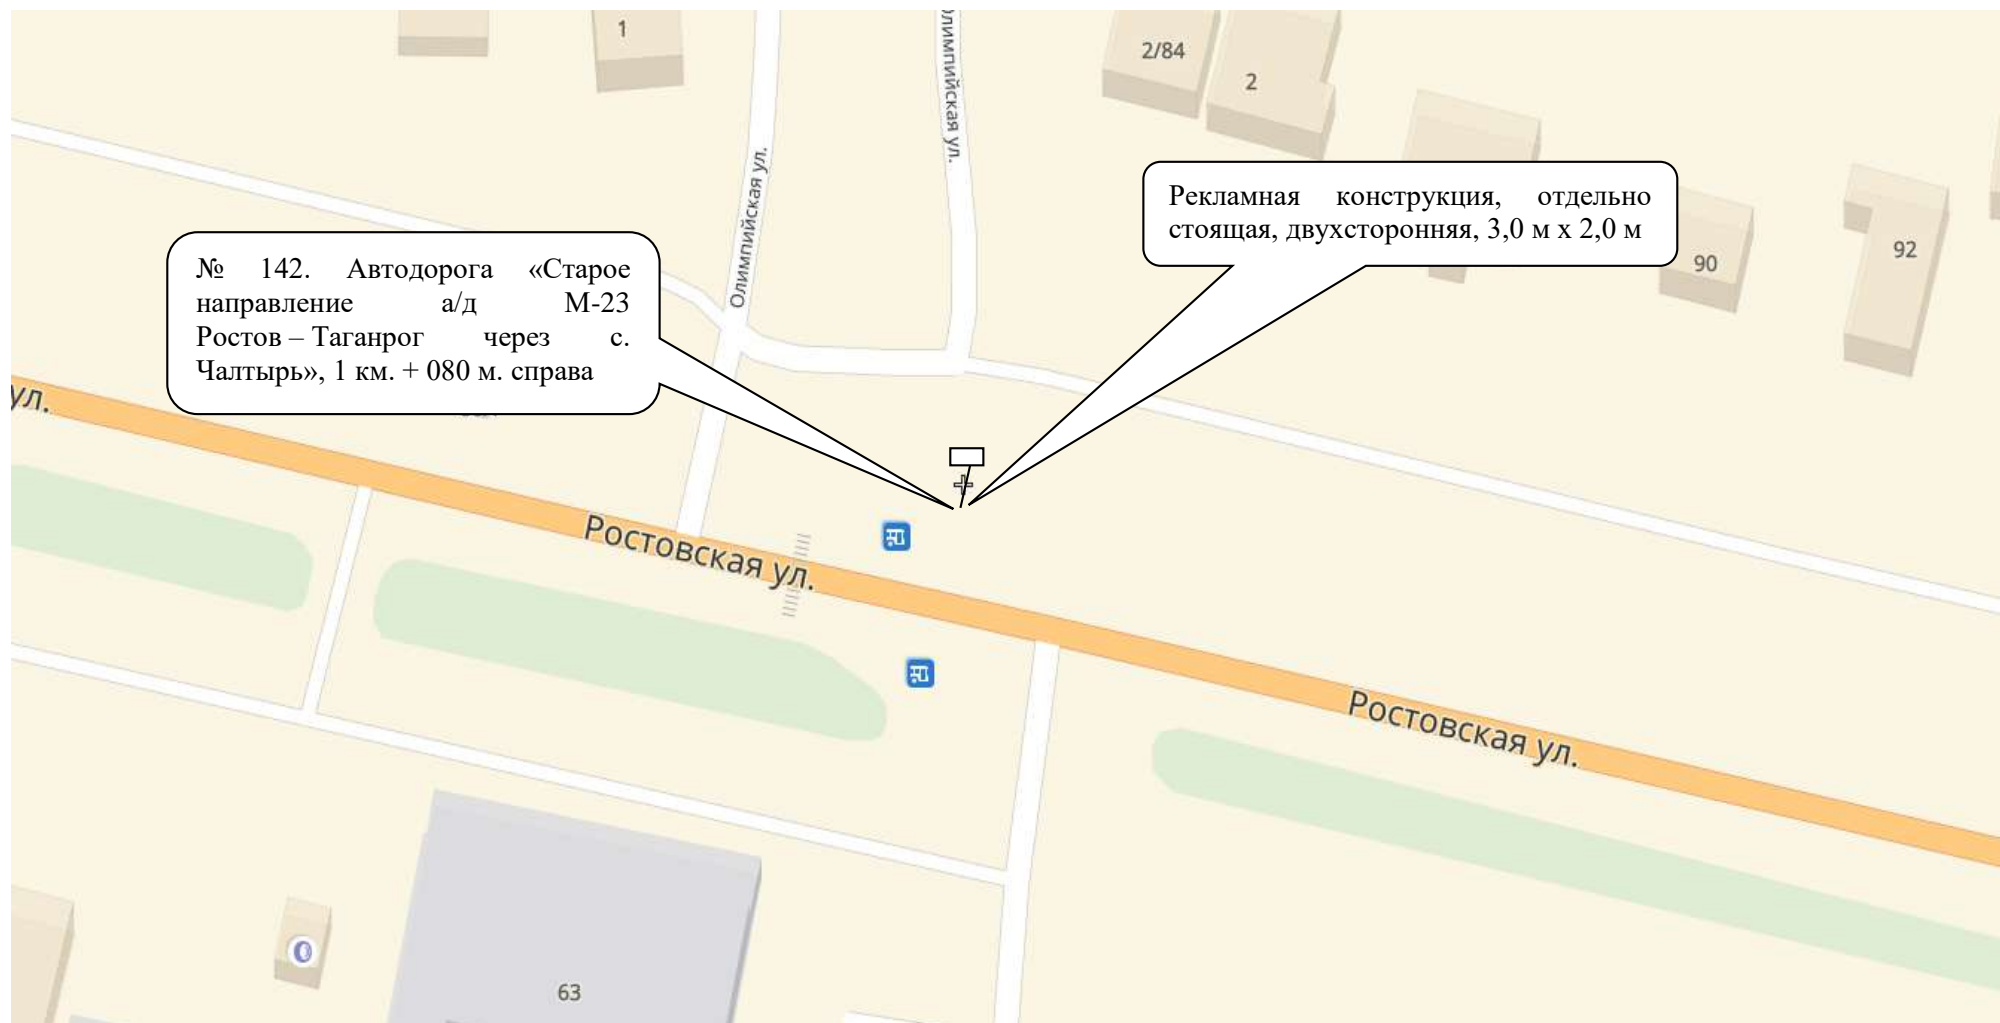 1
Олимпийская ул.
2/84
2
Рекламная конструкция, отдельно
стоящая, двухсторонняя, 3,0 м х 2,0 м
Олимпийская ул.
№ 142. Автодорога «Старое
направление а/д М-23
Ростов – Таганрог через с.
Чалтырь», 1 км. + 080 м. справа
90
92
ул.
Ростовская ул.
Ростовская ул.
63